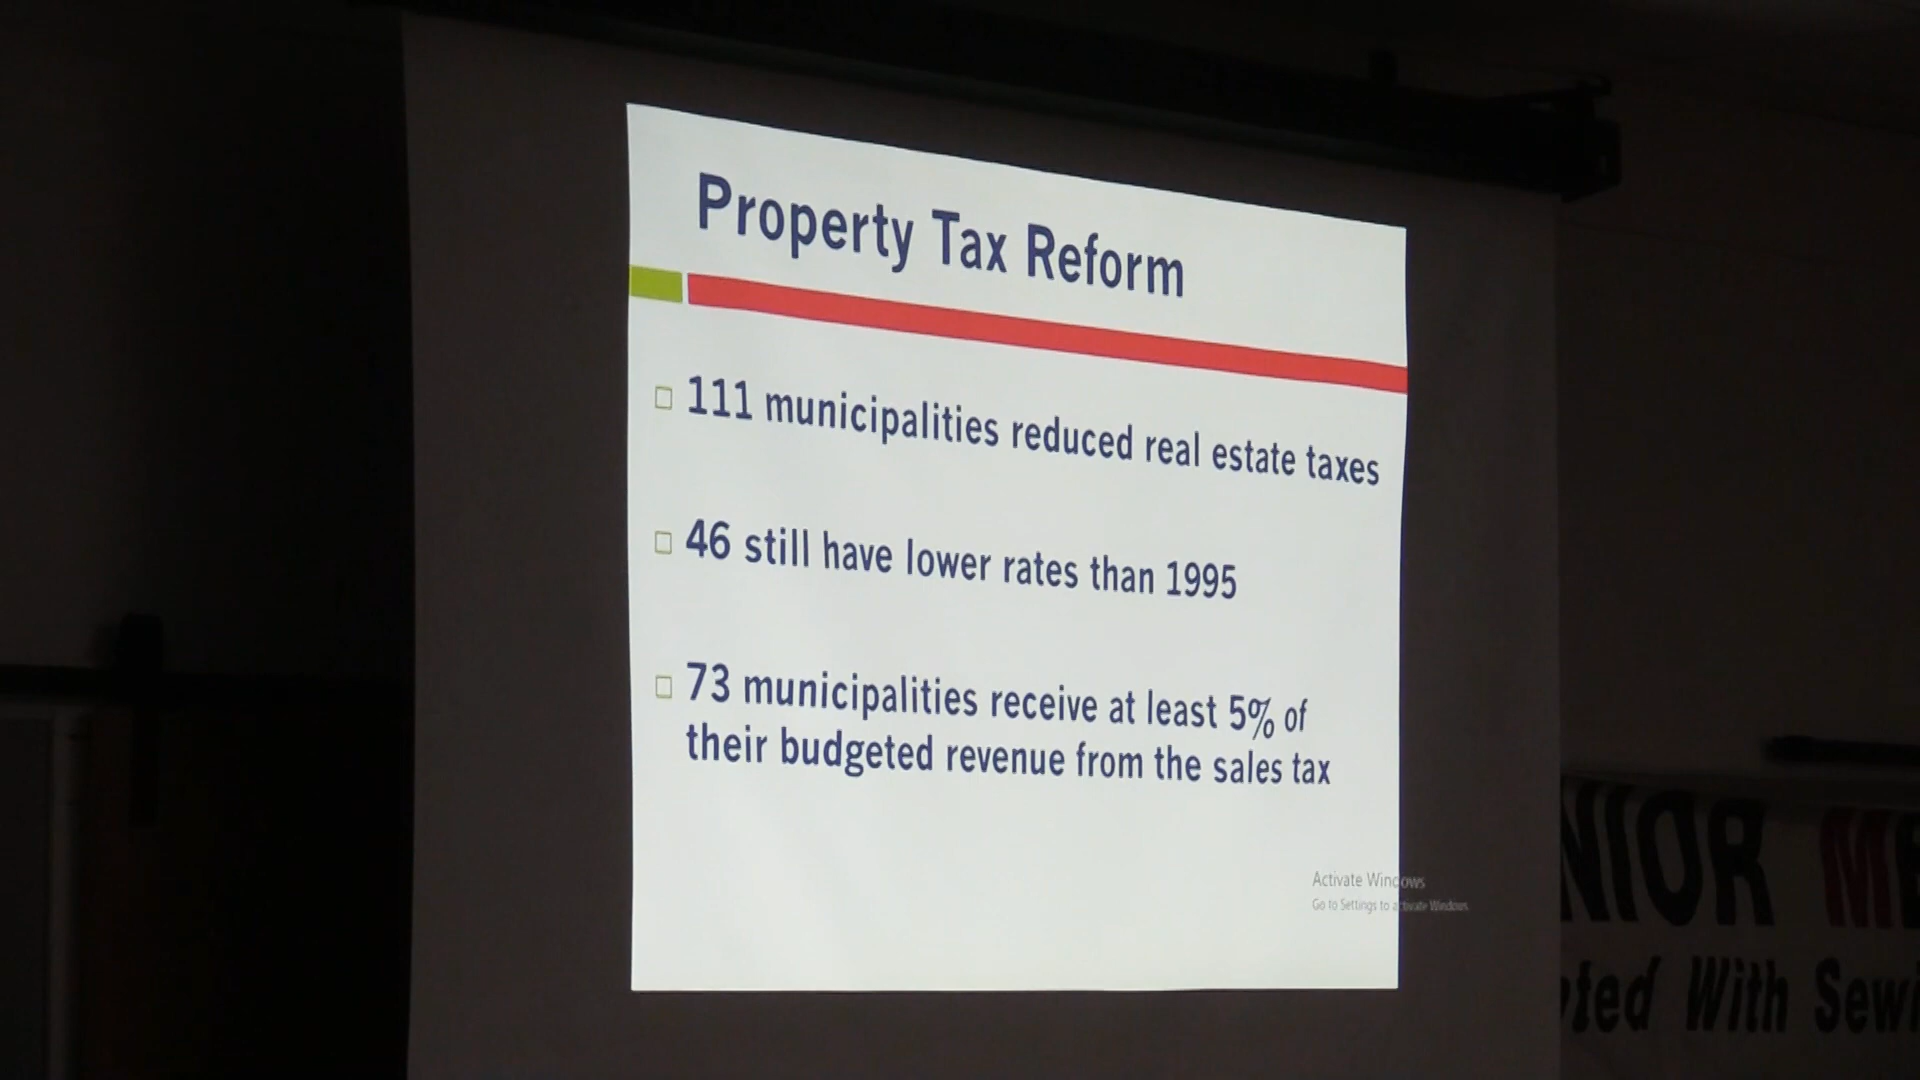 Property Tax Reform
111 municipalities reduced real estate taxes
46 still have lower rates than 1995
73 municipalities receive at least 5% of
their budgeted revenue from the sales tax
Activate Windows
Go to Settings to activate Windows.
NIOR M
ted With Sewi